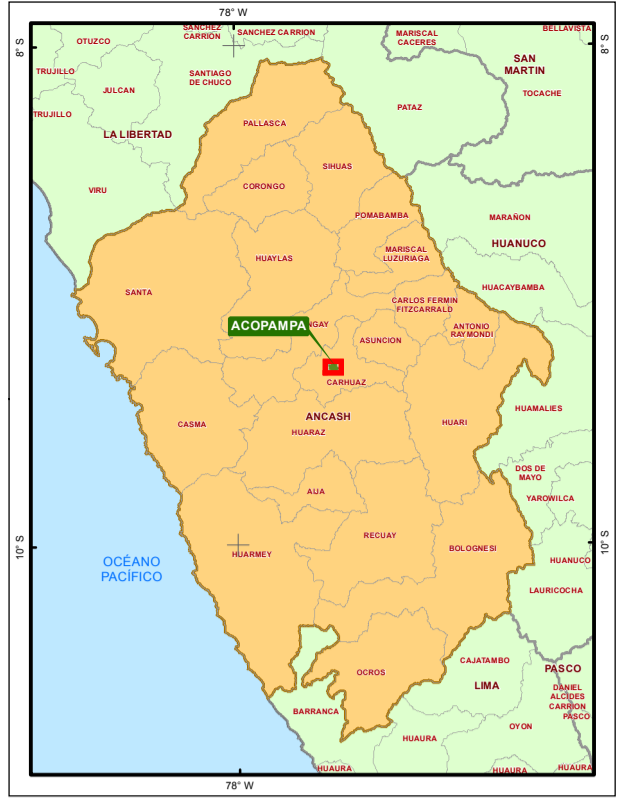 78° W
8° S
8° S
OTUZCO
SANCHEZ
CARRIÓN
SANCHEZ CARRION
MARISCAL
CACERES
BELLAVISTA
TRUJILLO
JULCAN
SANTIAGO
DE CHUCO
SAN
MARTIN
TOCACHE
TRUJILLO
PATAZ
LA LIBERTAD
PALLASCA
SIHUAS
VIRU
CORONGO
POMABAMBA
MARAÑON
HUANUCO
MARISCAL
LUZURIAGA
HUAYLAS
SANTA
HUACAYBAMBA
CARLOS FERMIN
FITZCARRALD
ACOPAMPA
NGAY
ASUNCION
ANTONIO
RAYMONDI
CARHUAZ
ANCASH
HUAMALIES
CASMA
HUARAZ
HUARI
DOS DE
MAYO
YAROWILCA
AIJA
RECUAY
HUARMEY
BOLOGNESI
10° S
10° S
OCÉANO
PACÍFICO
HUANUCO
LAURICOCHA
OCROS
CAJATAMBO
PASCO
LIMA
DANIEL
ALCIDES
CARRION
PASCO
BARRANCA
OYON
HUAURA
HUAURA
HUAURA
HUAURA
78° W